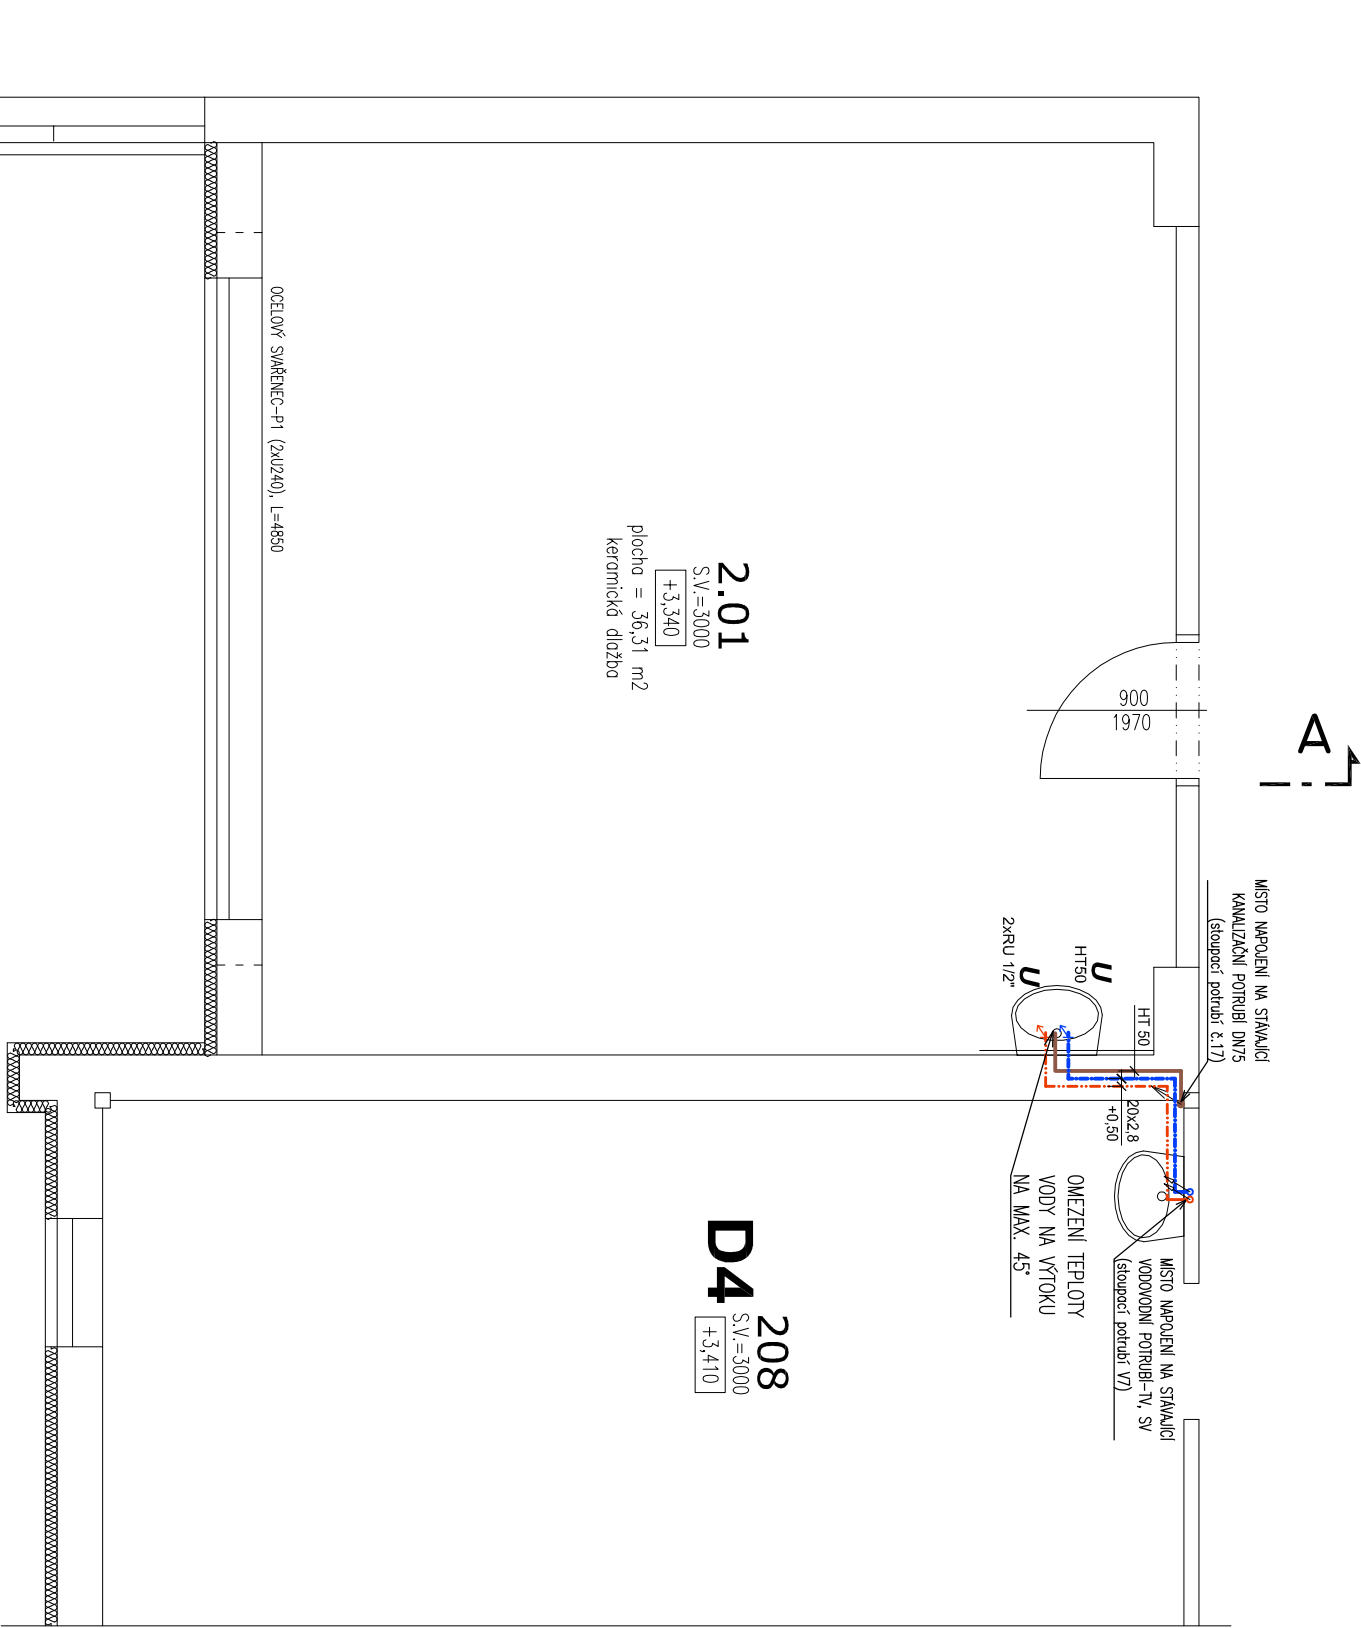 A
900
1970
MÍSTO NAPOJENÍ NA STÁVAJÍCÍ
KANALIZAČNÍ POTRUBÍ DN75
(stoupací potrubí č.17)
OCELOVÝ SVAŘENEC-P1 (2xU240), L=4850
2.01
S.V.=3000
+3,340
plocha = 36,31 m2
keramická dlažba
U
HT50
U
2xRU 1/2"
HT 50
20x2,8
+0,50
OMEZENÍ TEPLOTY
VODY NA VÝTOKU
NA MAX. 45°
MÍSTO NAPOJENÍ NA STÁVAJÍCÍ
VODOVODNÍ POTRUBÍ-TV, SV
(stoupací potrubí V7)
D4
208
S.V.=3000
+3,410